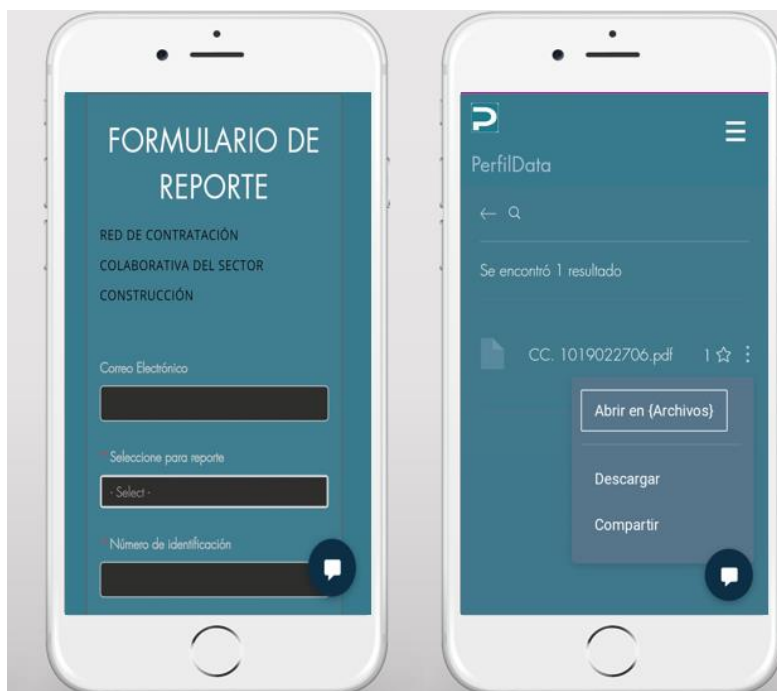 FORMULARIO DE
REPORTE
RED DE CONTRATACIÓN
COLABORATIVA DEL SECTOR
CONSTRUCCIÓN
Correo Electrónico
* Seleccione para reporte
- Select -
* Número de identificación
P
PerfilData
Se encontró 1 resultado
CC. 1019022706.pdf 1
Abrir en {Archivos}
Descargar
Compartir